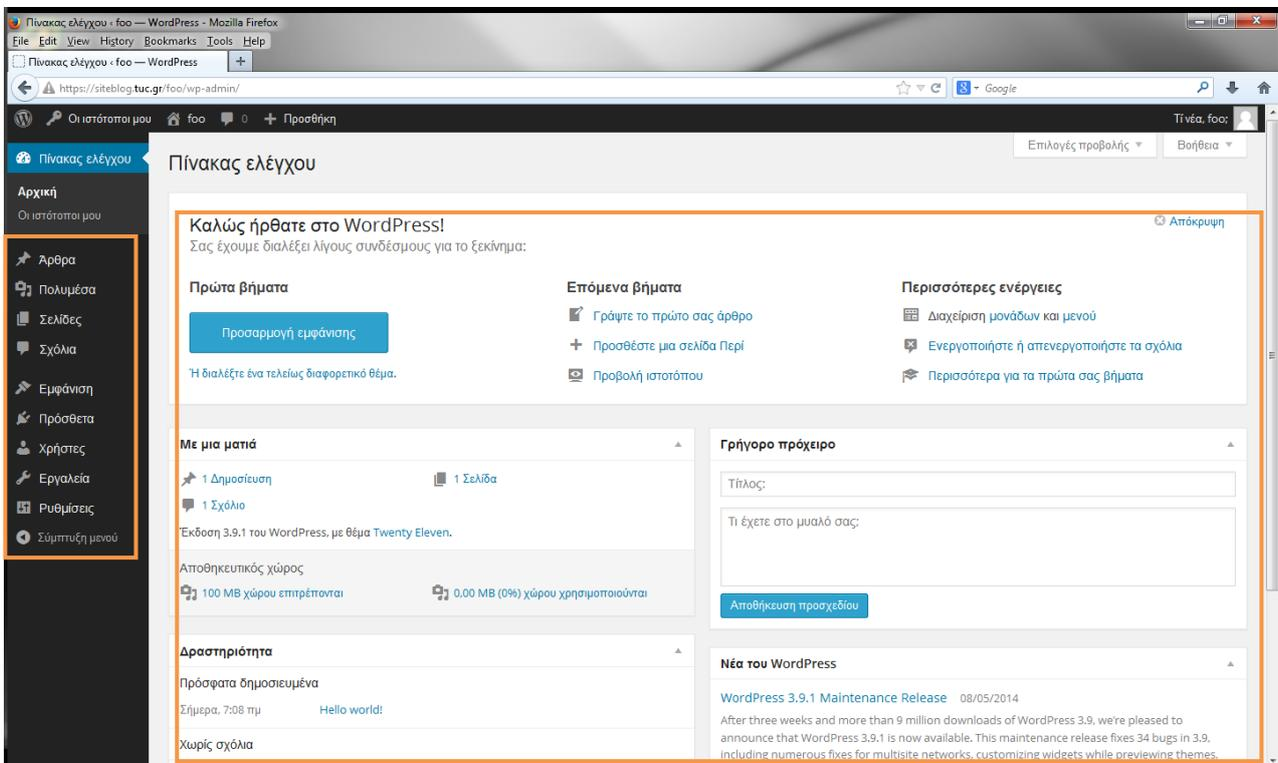 Πίνακας ελέγχου ‹ foo — WordPress - Mozilla Firefox
File Edit View History Bookmarks Tools Help
Πίνακας ελέγχου ‹ foo — WordPress +
https://siteblog.tuc.gr/foo/wp-admin/
Google
Οι ιστότοποι μου foo 0 + Προσθήκη
Τί νέα, foo;
Πίνακας ελέγχου
Αρχική
Οι ιστότοποι μου
Άρθρα
Πολυμέσα
Σελίδες
Σχόλια
Εμφάνιση
Πρόσθετα
Χρήστες
Εργαλεία
Ρυθμίσεις
Σύμπτυξη μενού
Πίνακας ελέγχου
Επιλογές προβολής
Βοήθεια
Καλώς ήρθατε στο WordPress!
Απόκρυψη
Σας έχουμε διαλέξει λίγους συνδέσμους για το ξεκίνημα:
Πρώτα βήματα
Προσαρμογή εμφάνισης
Ή διαλέξτε ένα τελείως διαφορετικό θέμα.
Επόμενα βήματα
Γράψτε το πρώτο σας άρθρο
Προσθέστε μια σελίδα Περί
Προβολή ιστοτόπου
Περισσότερες ενέργειες
Διαχείριση μονάδων και μενού
Ενεργοποιήστε ή απενεργοποιήστε τα σχόλια
Περισσότερα για τα πρώτα σας βήματα
Με μια ματιά
1 Δημοσίευση
1 Σελίδα
1 Σχόλιο
Έκδοση 3.9.1 του WordPress, με θέμα Twenty Eleven.
Αποθηκευτικός χώρος
100 MB χώρου επιτρέπονται
0.00 MB (0%) χώρου χρησιμοποιούνται
Δραστηριότητα
Πρόσφατα δημοσιευμένα
Σήμερα, 7:08 πμ Hello world!
Χωρίς σχόλια
Γρήγορο πρόχειρο
Τίτλος:
Τι έχετε στο μυαλό σας;
Αποθήκευση προσχεδίου
Νέα του WordPress
WordPress 3.9.1 Maintenance Release 08/05/2014
After three weeks and more than 9 million downloads of WordPress 3.9, we're pleased to
announce that WordPress 3.9.1 is now available. This maintenance release fixes 34 bugs in 3.9,
including numerous fixes for multisite networks, customizing widgets while previewing themes,